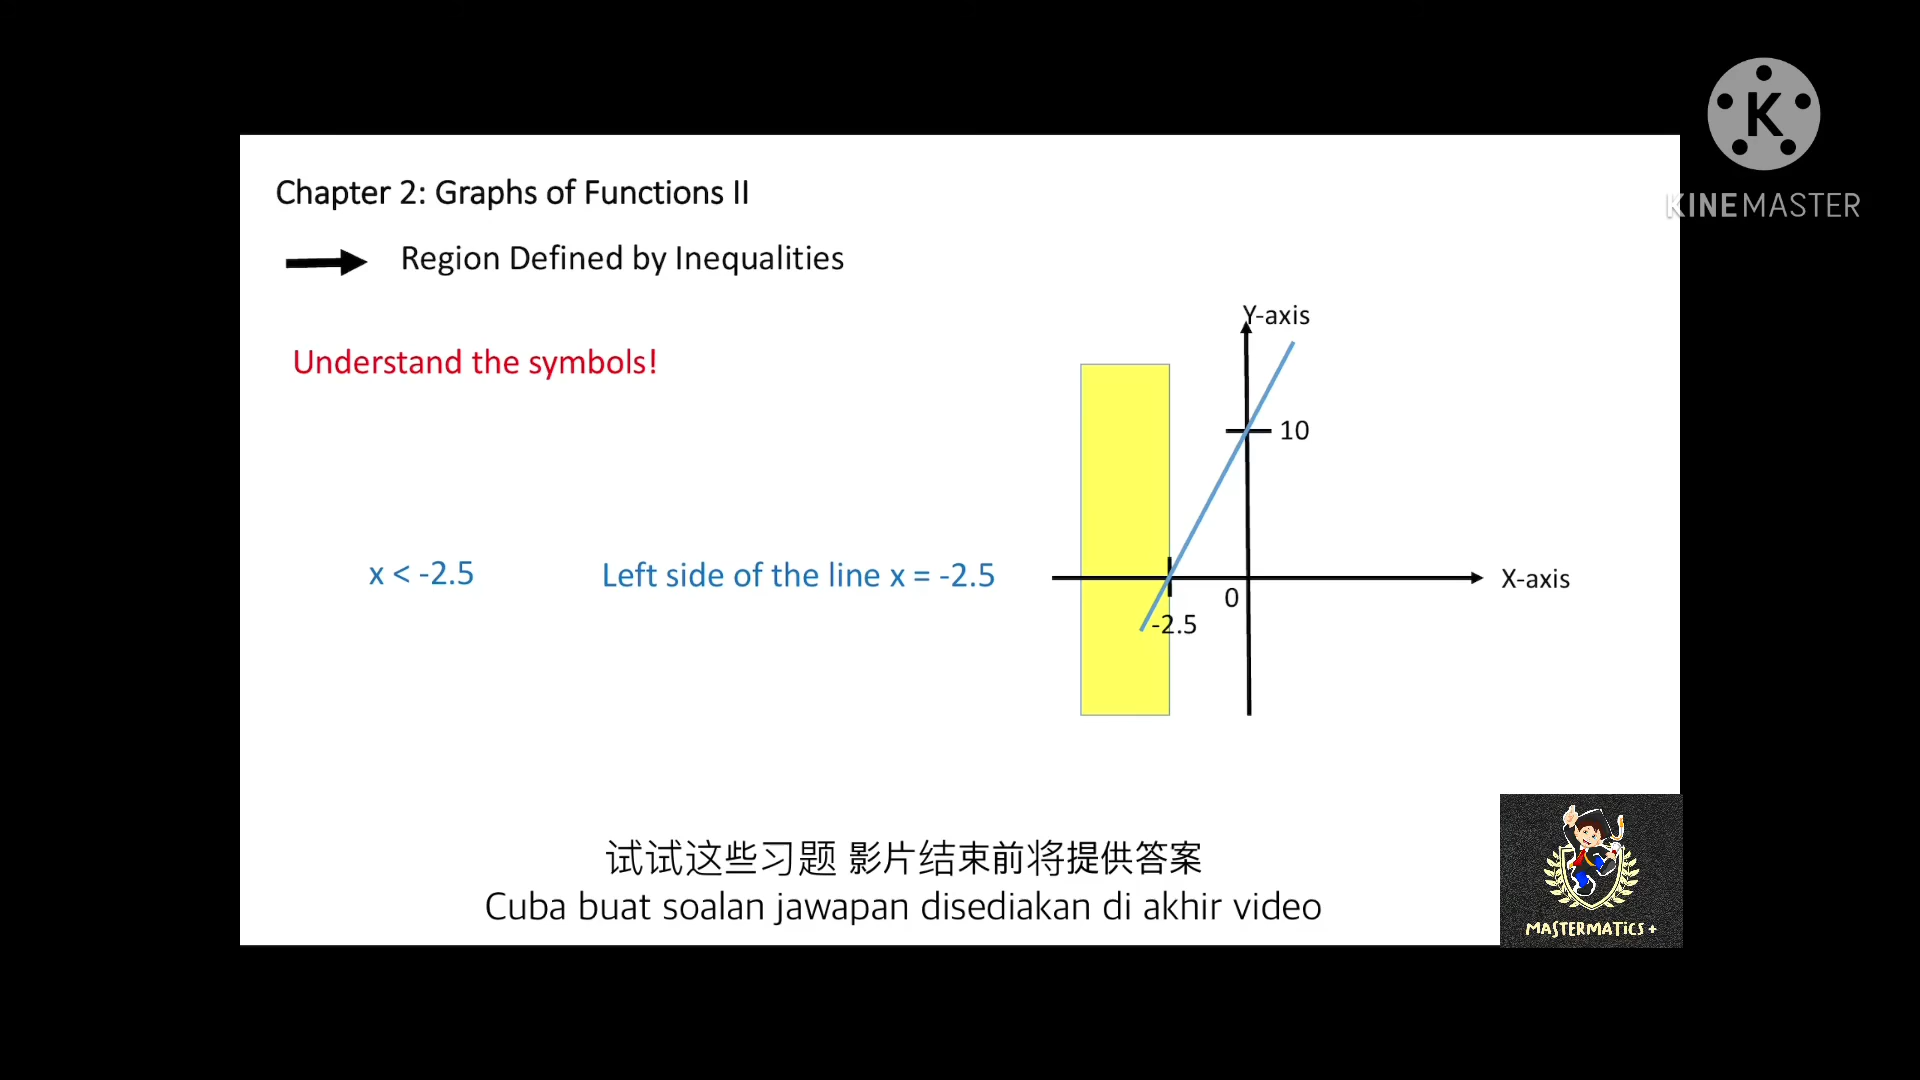 K
KINEMASTER
Chapter 2: Graphs of Functions II
Region Defined by Inequalities
Y-axis
Understand the symbols!
10
x < -2.5
Left side of the line x = -2.5
X-axis
0
-2.5
试试这些习题 影片结束前将提供答案
Cuba buat soalan jawapan disediakan di akhir video
MASTERMATiCS +